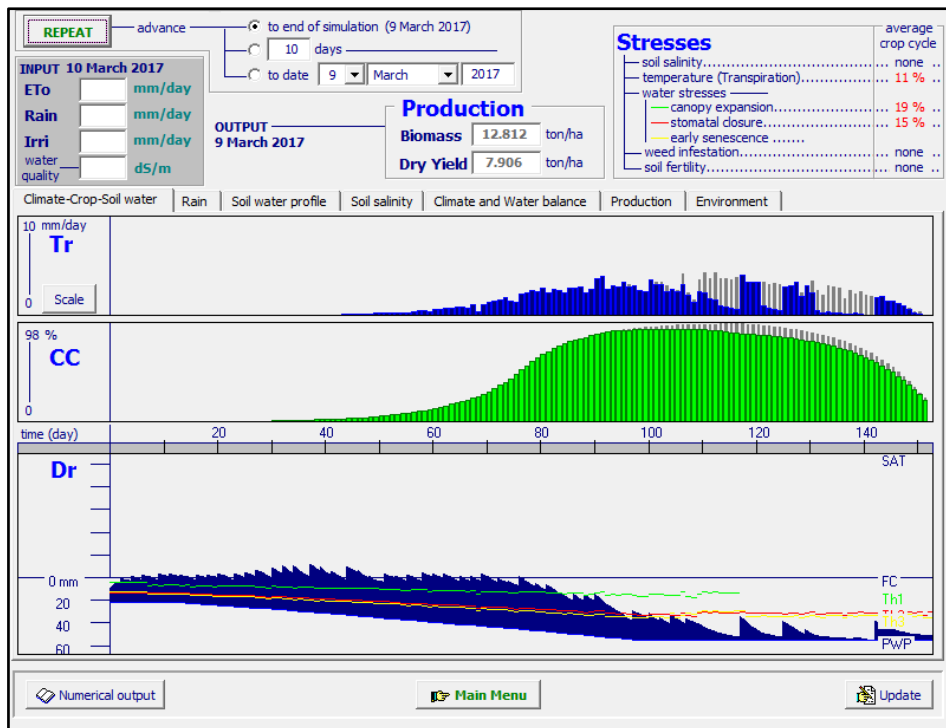 REPEAT
advance
to end of simulation (9 March 2017)
10 days
to date 9 March 2017
INPUT 10 March 2017
ETo mm/day
Rain mm/day
Irri mm/day
water quality dS/m
OUTPUT
9 March 2017
Production
Biomass 12.812 ton/ha
Dry Yield 7.906 ton/ha
Stresses
average
crop cycle
soil salinity.................... none ..
temperature (Transpiration).................... 11 % ..
water stresses
canopy expansion.................... 19 % ..
stomatal closure.................... 15 % ..
early senescence .......
weed infestation.................... none ..
soil fertility.................... none ..
Climate-Crop-Soil water Rain Soil water profile Soil salinity Climate and Water balance Production Environment
10 mm/day
Tr
0 Scale
98 %
CC
0
time (day) 20 40 60 80 100 120 140
Dr SAT
0 mm FC
20 Th1
40 Th3
60 PWP
Numerical output Main Menu Update